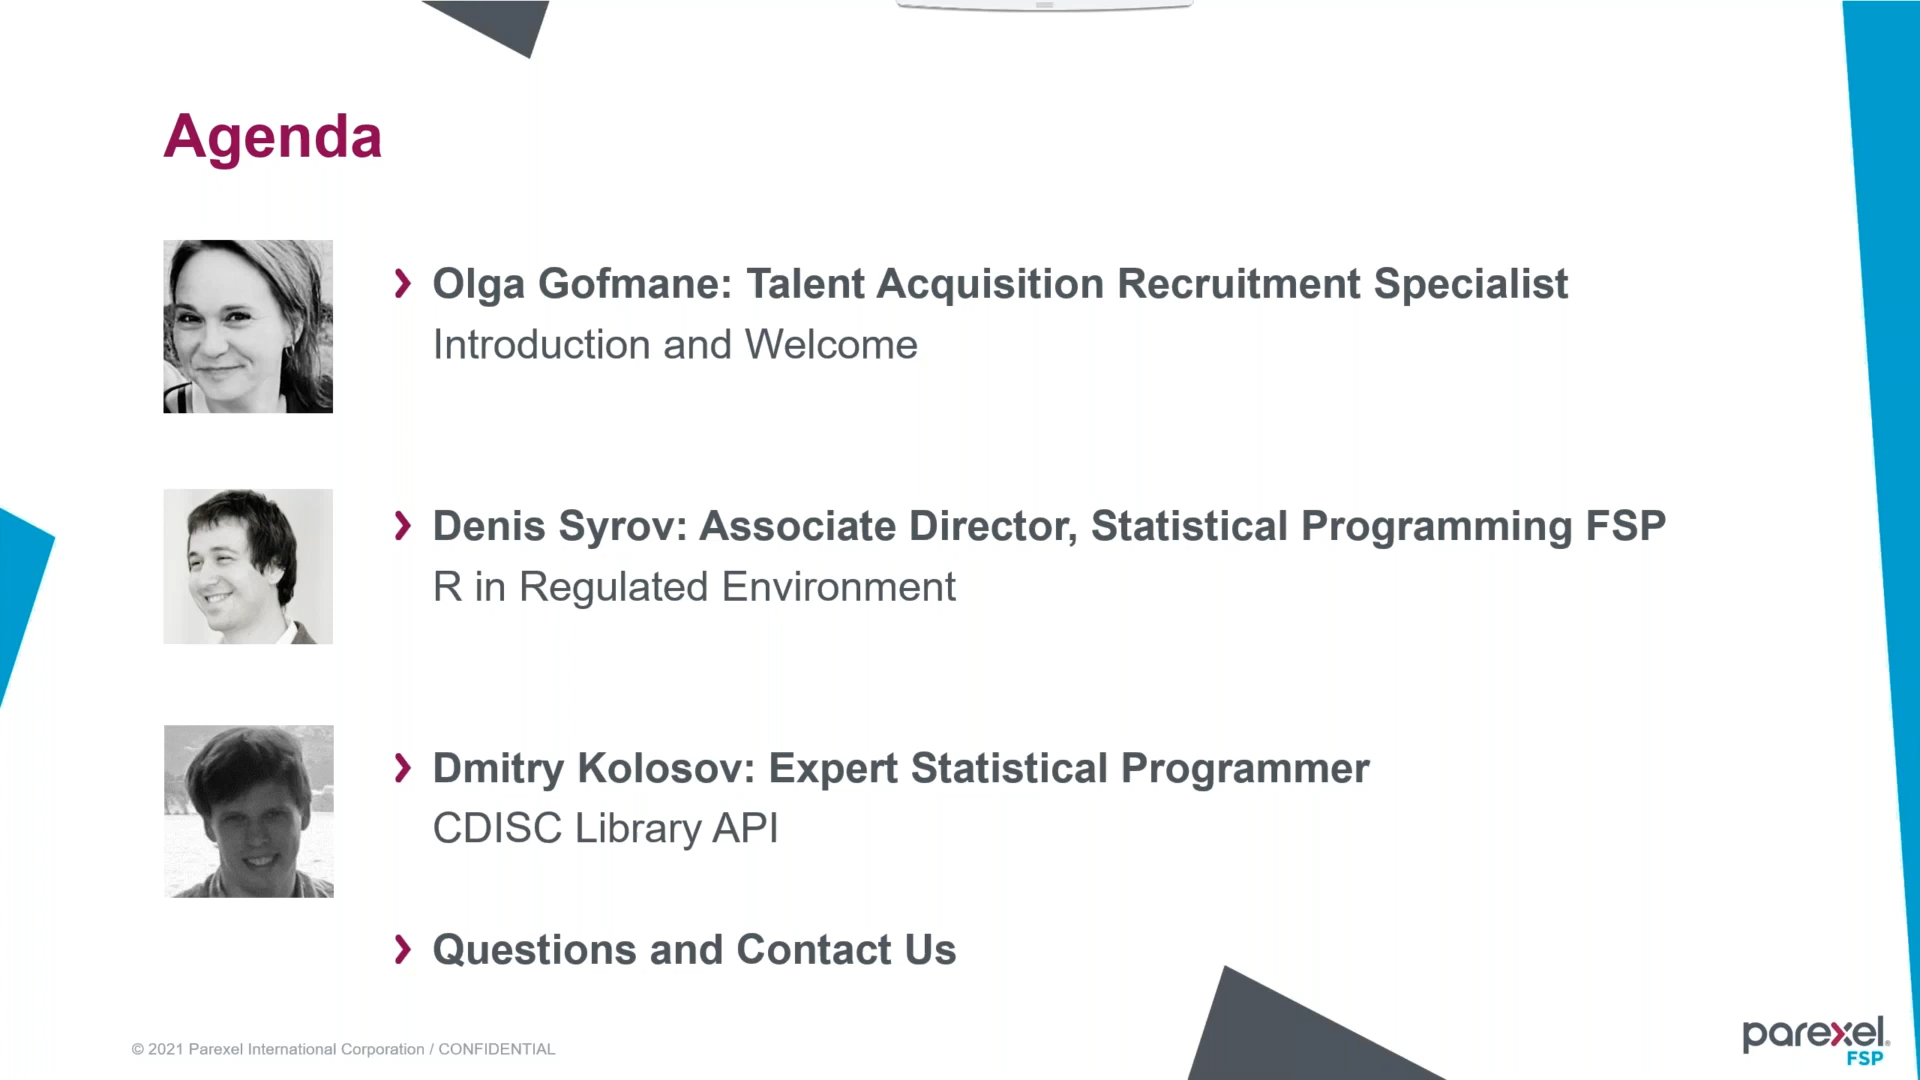 Agenda
Olga Gofmane: Talent Acquisition Recruitment Specialist
Introduction and Welcome
Denis Syrov: Associate Director, Statistical Programming FSP
R in Regulated Environment
Dmitry Kolosov: Expert Statistical Programmer
CDISC Library API
Questions and Contact Us
© 2021 Parexel International Corporation / CONFIDENTIAL
parexel®
FSP